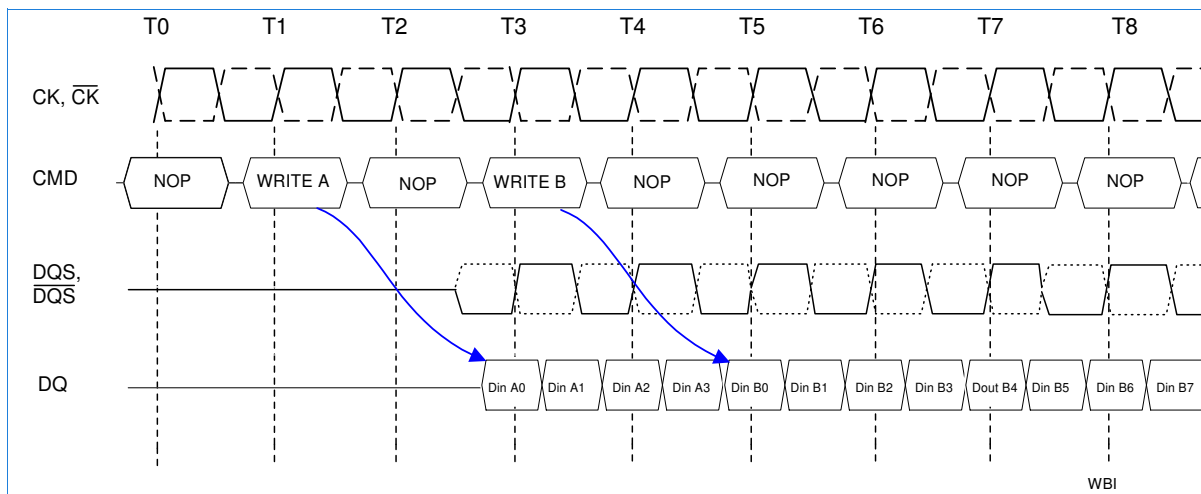 T0 T1 T2 T3 T4 T5 T6 T7 T8
CK, CK
CMD NOP WRITE A NOP WRITE B NOP NOP NOP NOP NOP
DQS,
DQS
DQ Din A0 Din A1 Din A2 Din A3 Din B0 Din B1 Din B2 Din B3 Dout B4 Din B5 Din B6 Din B7
WBI